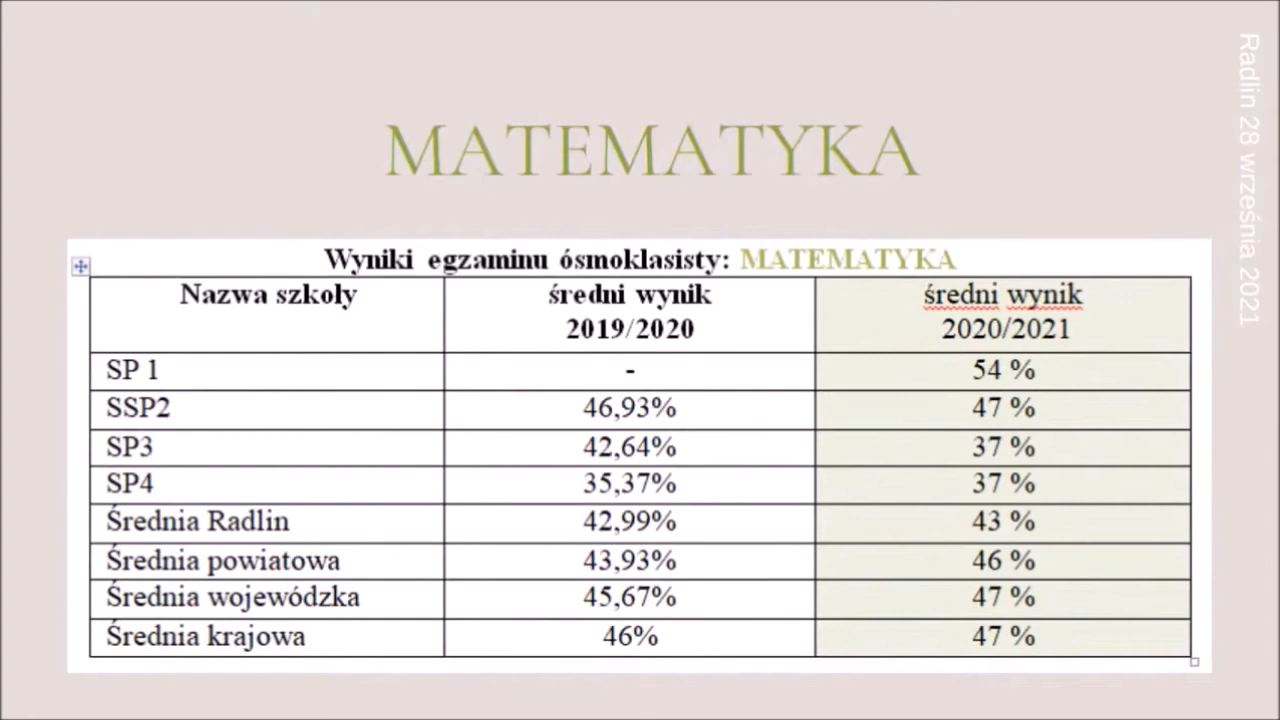 MATEMATYKA
Wyniki egzaminu ósmoklasisty: MATEMATYKA
Nazwa szkoły średni wynik 2019/2020 średni wynik 2020/2021
SP 1 - 54 %
SSP2 46,93% 47 %
SP3 42,64% 37 %
SP4 35,37% 37 %
Średnia Radlin 42,99% 43 %
Średnia powiatowa 43,93% 46 %
Średnia wojewódzka 45,67% 47 %
Średnia krajowa 46% 47 %
Radlin 28 września 2021